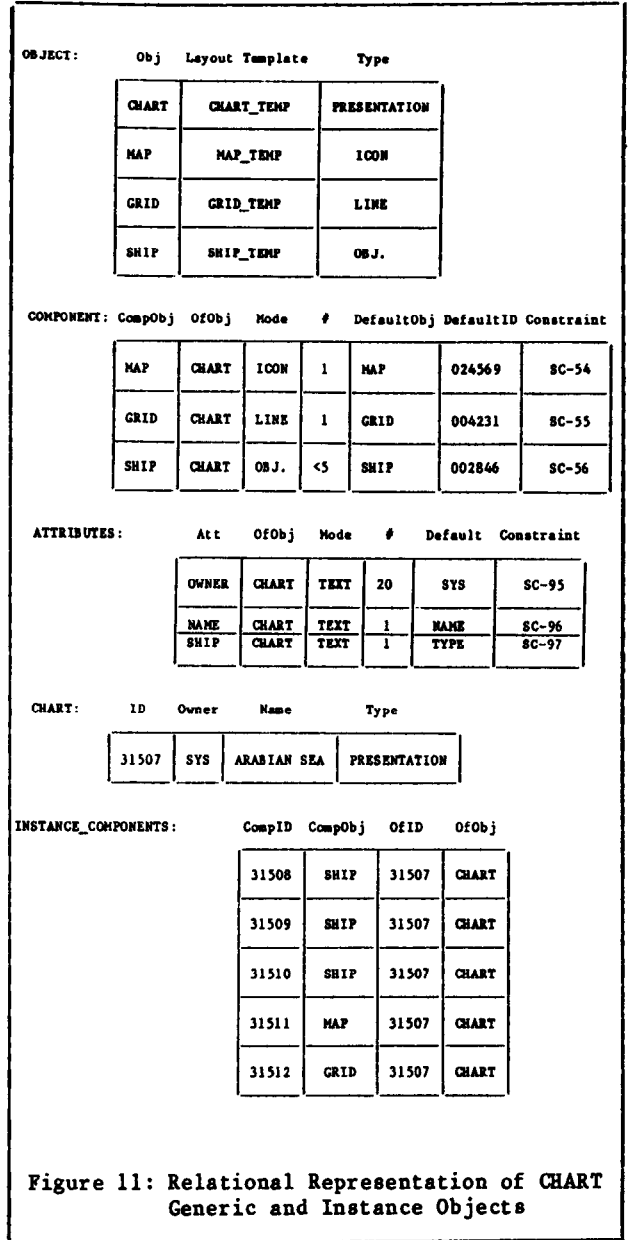 OBJECT: Obj Layout Template Type
CHART CHART_TEMP PRESENTATION
MAP MAP_TEMP ICON
GRID GRID_TEMP LINE
SHIP SHIP_TEMP OBJ.
COMPONENT: CompObj OfObj Mode # DefaultObj DefaultID Constraint
MAP CHART ICON 1 MAP 024569 SC-54
GRID CHART LINE 1 GRID 004231 SC-55
SHIP CHART OBJ. <5 SHIP 002846 SC-56
ATTRIBUTES: Att OfObj Mode # Default Constraint
OWNER CHART TEXT 20 SYS SC-95
NAME CHART TEXT 1 NAME SC-96
SHIP CHART TEXT 1 TYPE SC-97
CHART: ID Owner Name Type
31507 SYS ARABIAN SEA PRESENTATION
INSTANCE_COMPONENTS: CompID CompObj OfID OfObj
31508 SHIP 31507 CHART
31509 SHIP 31507 CHART
31510 SHIP 31507 CHART
31511 MAP 31507 CHART
31512 GRID 31507 CHART
Figure 11: Relational Representation of CHART
Generic and Instance Objects